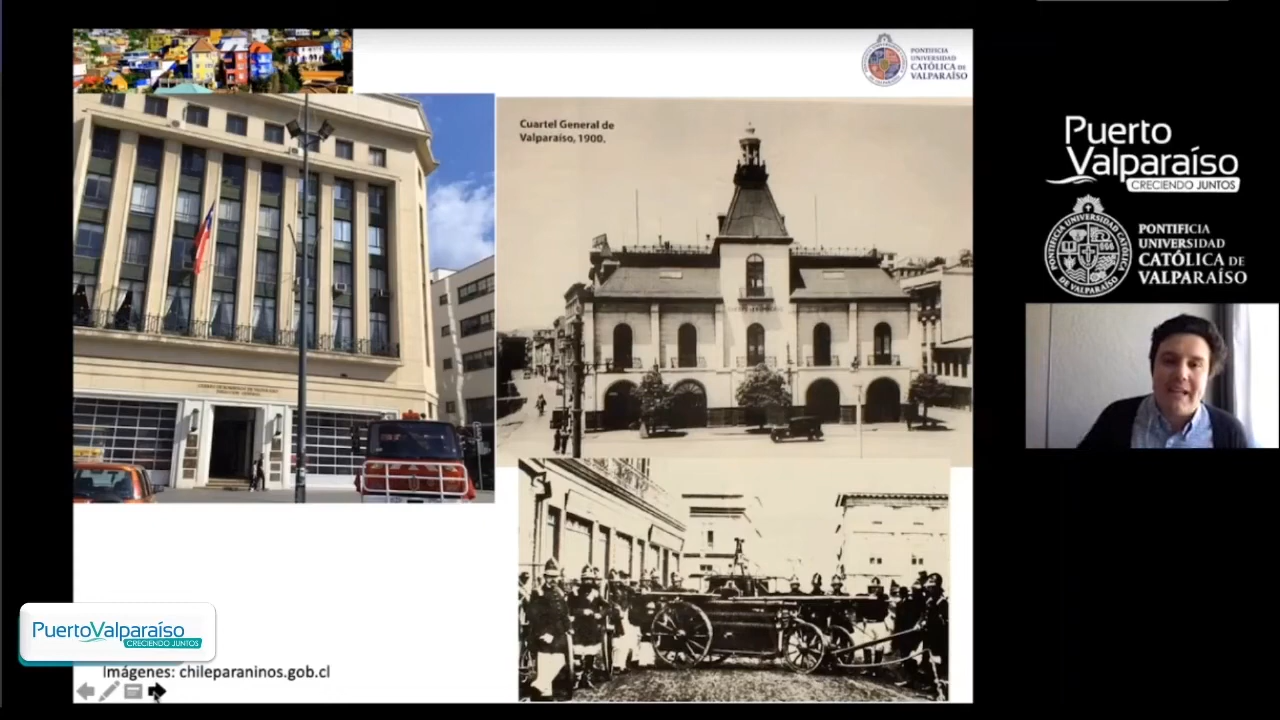 PONTIFICIA
UNIVERSIDAD
CATÓLICA DE
VALPARAÍSO
Cuartel General de
Valparaíso, 1900.
Imágenes: chileparaninos.gob.cl
PuertoValparaíso
CRECIENDO JUNTOS
Puerto
Valparaíso
CRECIENDO JUNTOS
PONTIFICIA
UNIVERSIDAD
CATÓLICA DE
VALPARAÍSO